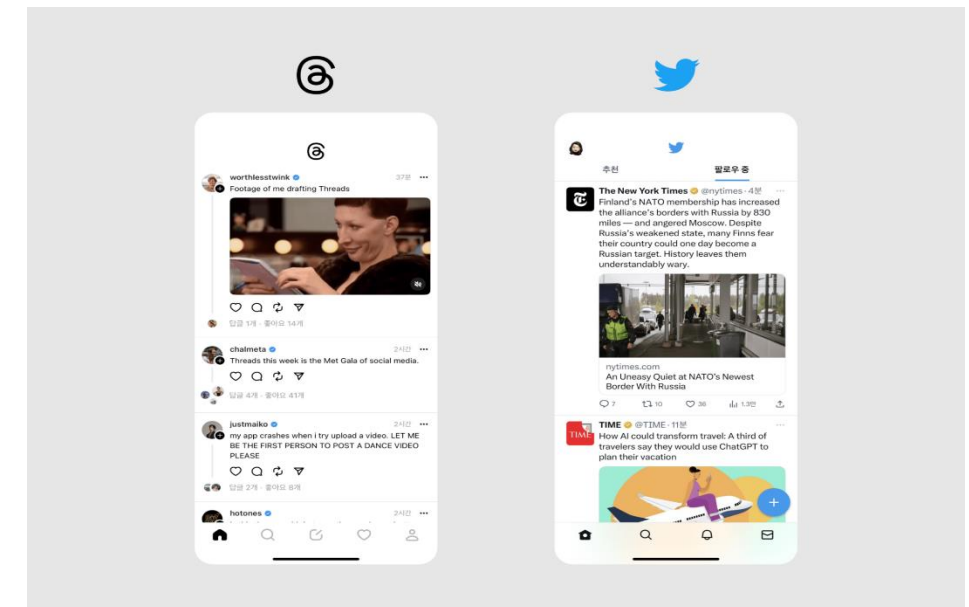 worthlesstwink
37분
Footage of me drafting Threads
답글 1개 · 좋아요 14개
chalmeta
2시간
Threads this week is the Met Gala of social media.
답글 4개 · 좋아요 41개
justmaiko
2시간
my app crashes when i try upload a video. LET ME
BE THE FIRST PERSON TO POST A DANCE VIDEO
PLEASE
답글 2개 · 좋아요 8개
hotones
2시간
추천
팔로우 중
The New York Times @nytimes · 4분
Finland's NATO membership has increased
the alliance's borders with Russia by 830
miles — and angered Moscow. Despite
Russia's weakened state, many Finns fear
their country could one day become a
Russian target. History leaves them
understandably wary.
nytimes.com
An Uneasy Quiet at NATO's Newest
Border With Russia
7 10 36 1.3만
TIME @TIME · 11분
TIME
How AI could transform travel: A third of
travelers say they would use ChatGPT to
plan their vacation